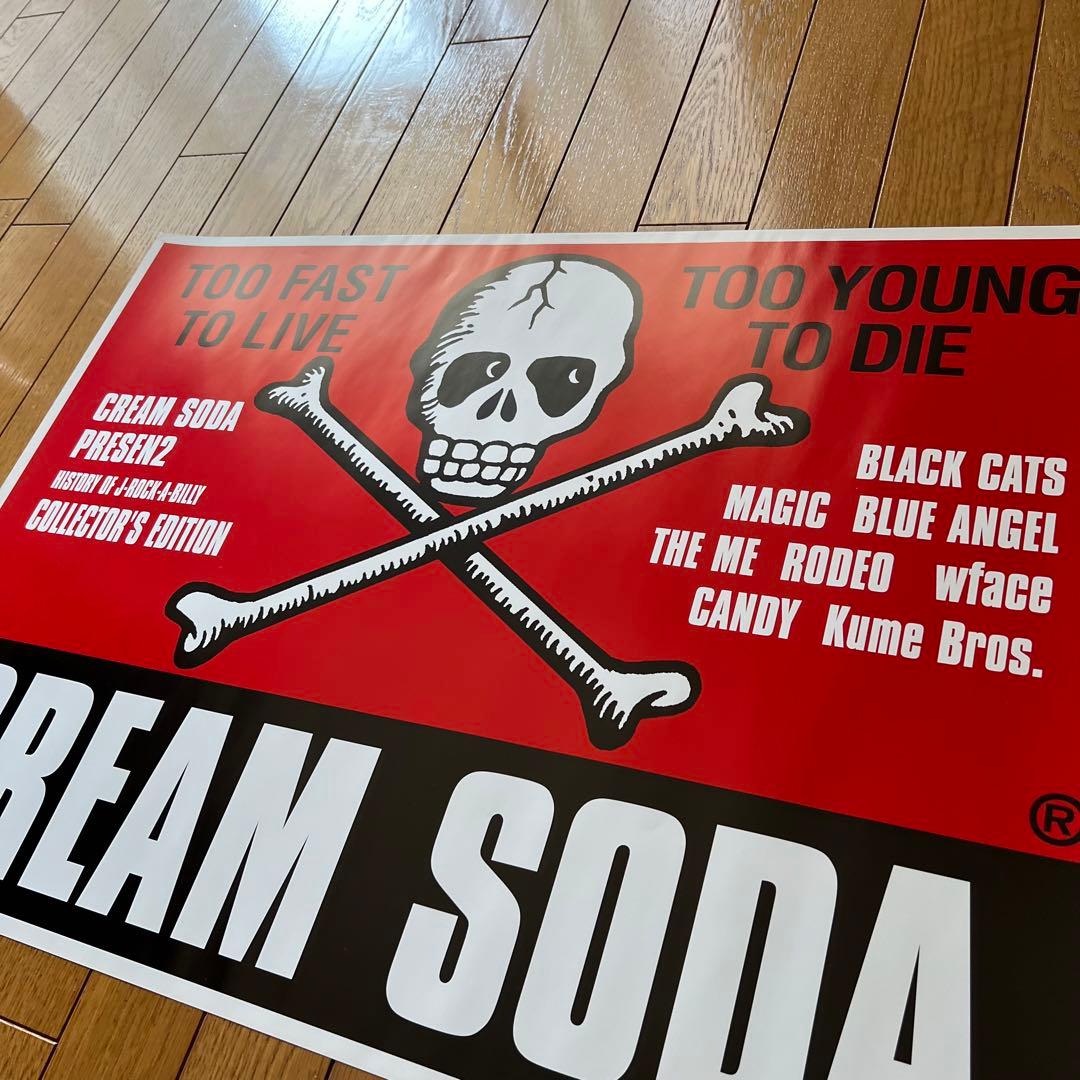 TOO FAST
TO LIVE
TOO YOUNG
TO DIE
CREAM SODA
PRESEN2
HISTORY OF J-ROCK-A-BILLY
COLLECTOR'S EDITION
BLACK CATS
MAGIC BLUE ANGEL
THE ME RODEO wface
CANDY Kume Bros.
®
CREAM SODA